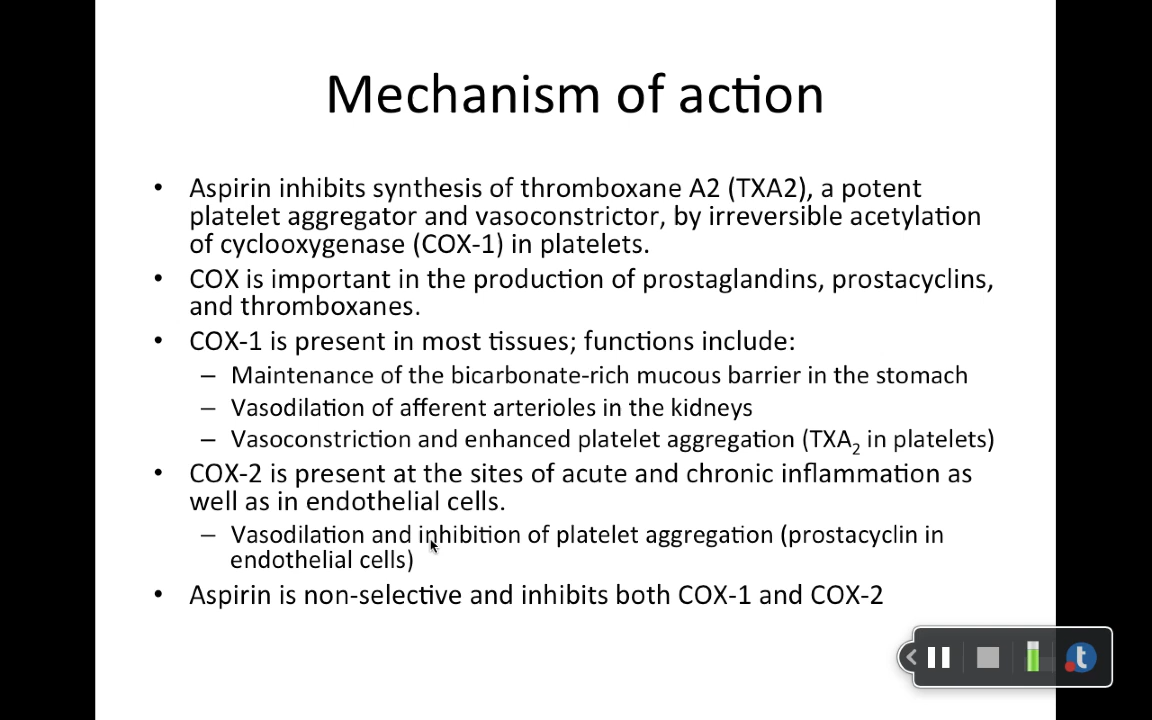 Mechanism of action
• Aspirin inhibits synthesis of thromboxane A2 (TXA2), a potent
platelet aggregator and vasoconstrictor, by irreversible acetylation
of cyclooxygenase (COX-1) in platelets.
• COX is important in the production of prostaglandins, prostacyclins,
and thromboxanes.
• COX-1 is present in most tissues; functions include:
– Maintenance of the bicarbonate-rich mucous barrier in the stomach
– Vasodilation of afferent arterioles in the kidneys
– Vasoconstriction and enhanced platelet aggregation (TXA₂ in platelets)
• COX-2 is present at the sites of acute and chronic inflammation as
well as in endothelial cells.
– Vasodilation and inhibition of platelet aggregation (prostacyclin in
endothelial cells)
• Aspirin is non-selective and inhibits both COX-1 and COX-2
t